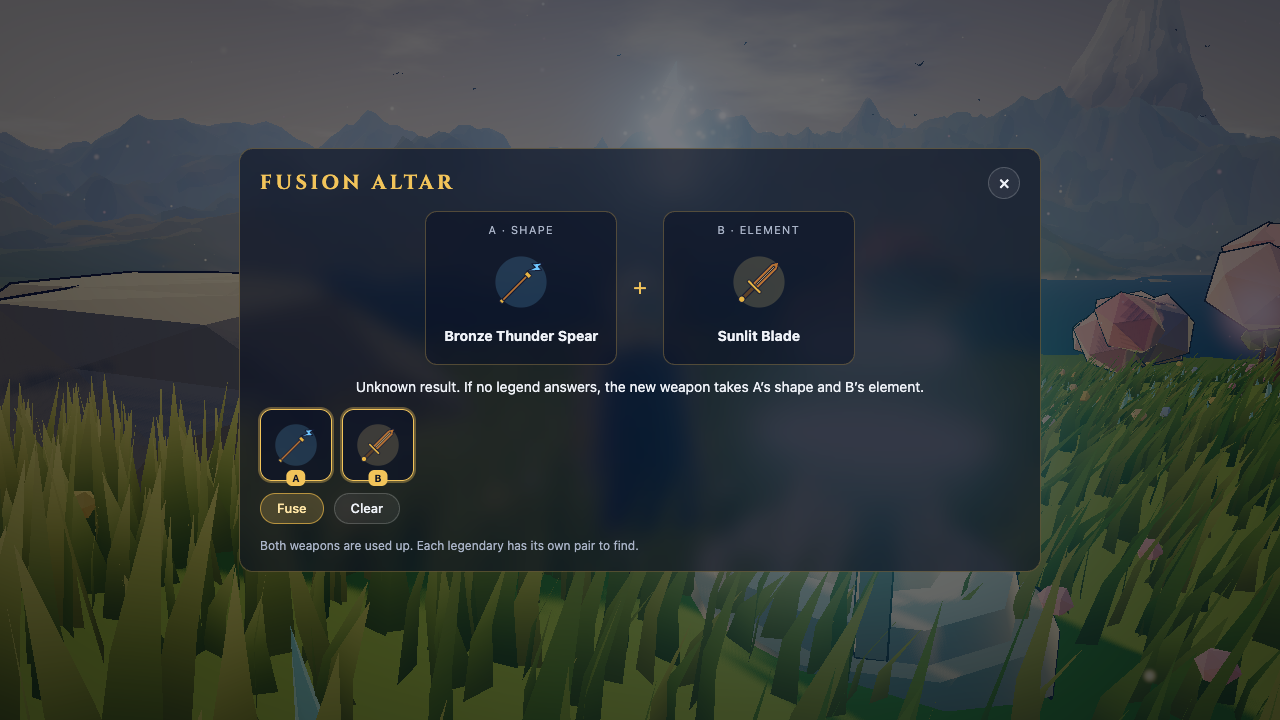 FUSION ALTAR
×
A · SHAPE
Bronze Thunder Spear
+
B · ELEMENT
Sunlit Blade
Unknown result. If no legend answers, the new weapon takes A’s shape and B’s element.
A
B
Fuse
Clear
Both weapons are used up. Each legendary has its own pair to find.